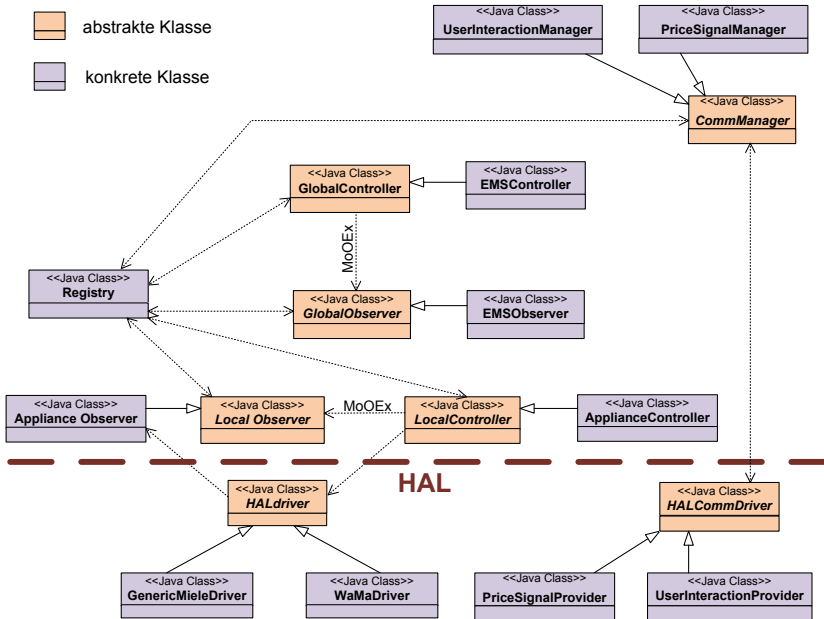 abstrakte Klasse
konkrete Klasse
<<Java Class>>
UserInteractionManager
<<Java Class>>
PriceSignalManager
<<Java Class>>
CommManager
<<Java Class>>
GlobalController
<<Java Class>>
EMSController
MoOEx
<<Java Class>>
Registry
<<Java Class>>
GlobalObserver
<<Java Class>>
EMSObserver
<<Java Class>>
Appliance Observer
<<Java Class>>
Local Observer
MoOEx
<<Java Class>>
LocalController
<<Java Class>>
ApplianceController
HAL
<<Java Class>>
HALdriver
<<Java Class>>
HALCommDriver
<<Java Class>>
GenericMieleDriver
<<Java Class>>
WaMaDriver
<<Java Class>>
PriceSignalProvider
<<Java Class>>
UserInteractionProvider